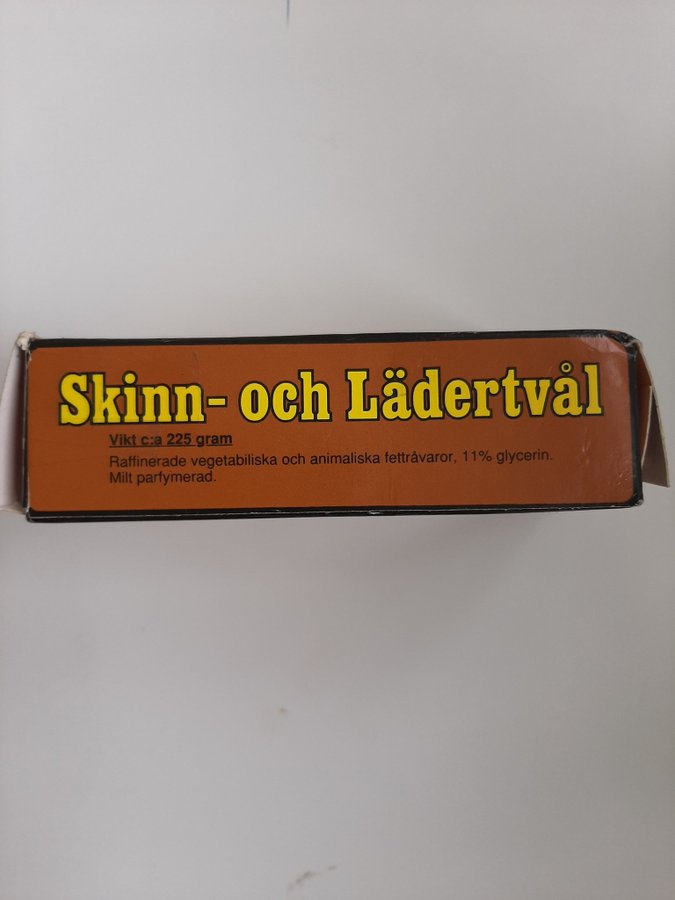 Skinn- och Lädertvål
Vikt c:a 225 gram
Raffinerade vegetabiliska och animaliska fettråvaror, 11% glycerin.
Milt parfymerad.